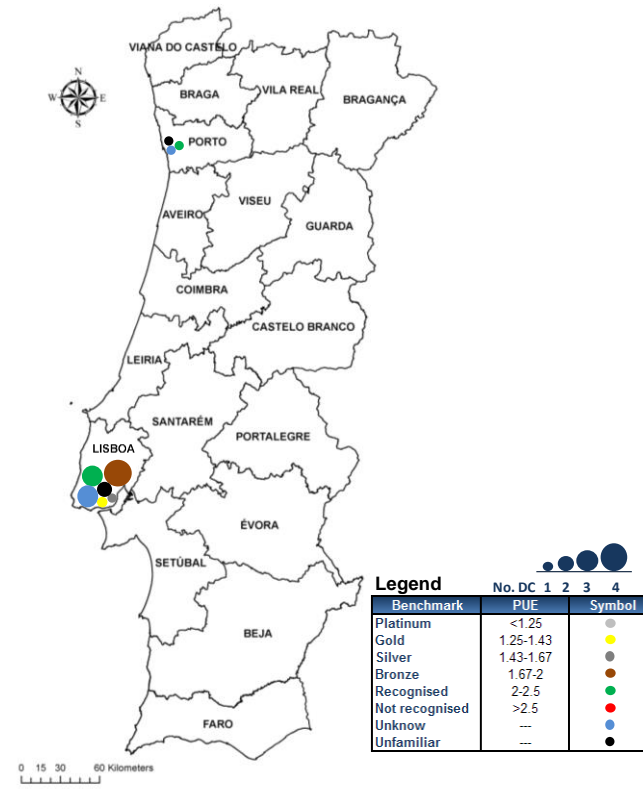 VIANA DO CASTELO
N
W E
S
BRAGA
VILA REAL
BRAGANÇA
PORTO
AVEIRO
VISEU
GUARDA
COIMBRA
CASTELO BRANCO
LEIRIA
SANTARÉM
LISBOA
PORTALEGRE
ÉVORA
SETÚBAL
BEJA
FARO
0 15 30 60 Kilometers
Legend No. DC 1 2 3 4
Benchmark PUE Symbol
Platinum <1.25
Gold 1.25-1.43
Silver 1.43-1.67
Bronze 1.67-2
Recognised 2-2.5
Not recognised >2.5
Unknow ---
Unfamiliar ---